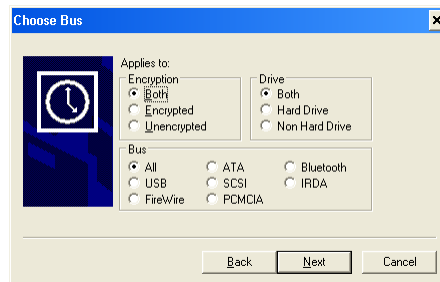 Choose Bus
Applies to:
Encryption
Both
Encrypted
Unencrypted
Drive
Both
Hard Drive
Non Hard Drive
Bus
All
USB
FireWire
ATA
SCSI
PCMCIA
Bluetooth
IRDA
Back
Next
Cancel